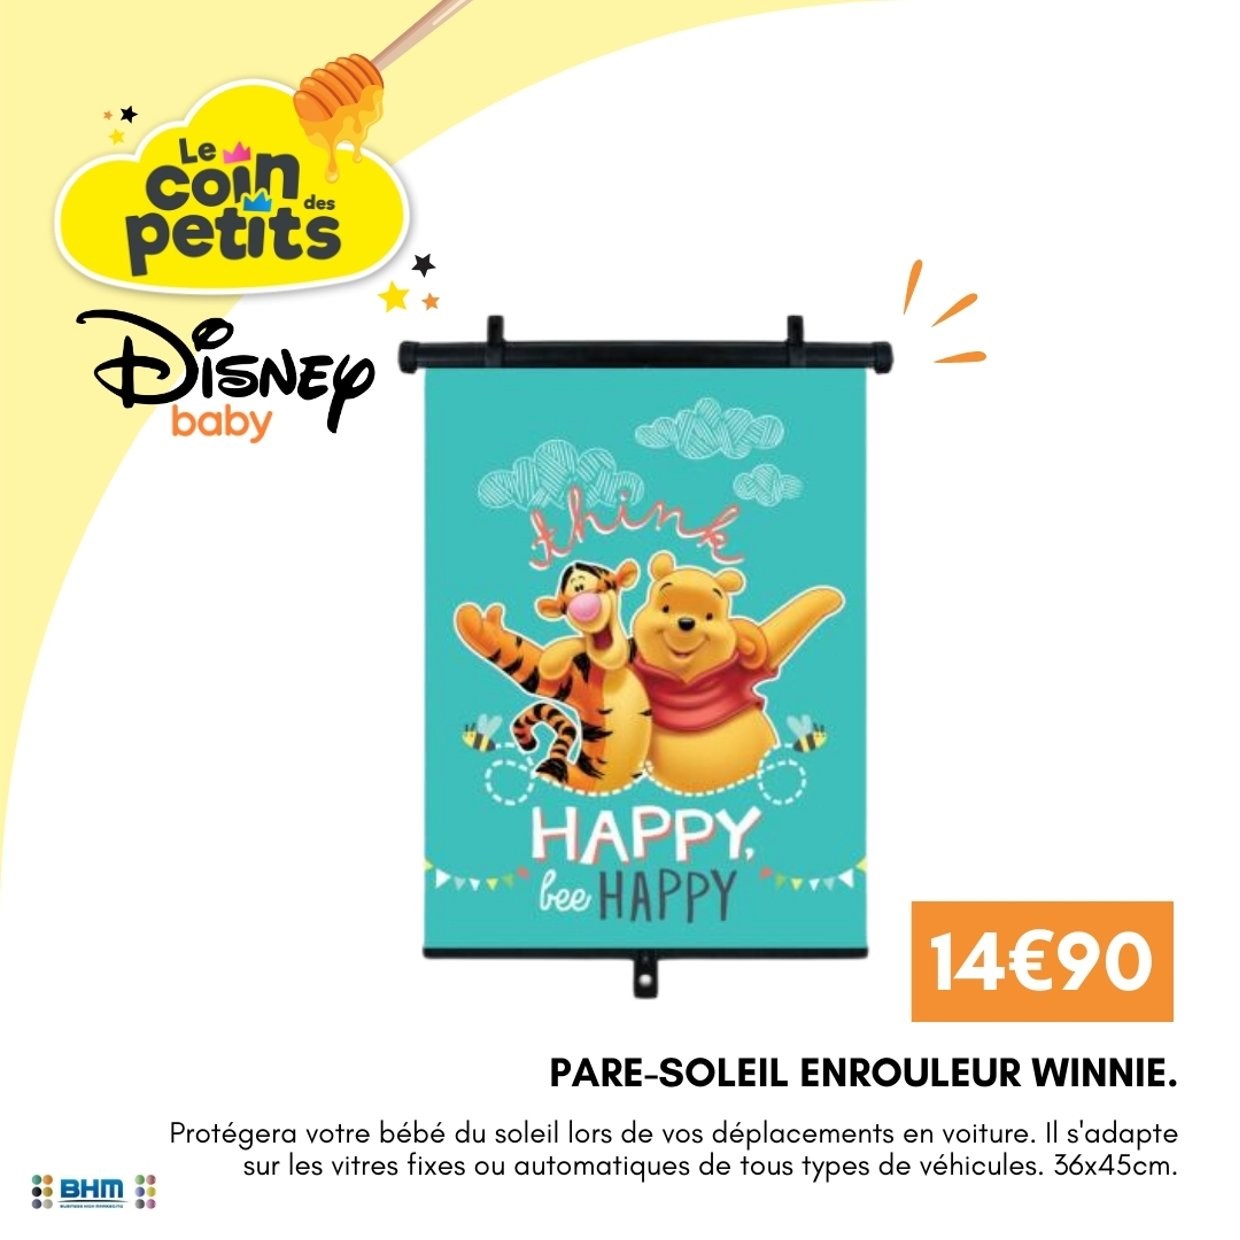 Le
coin
des
petits
Disney
baby
think
HAPPY,
bee HAPPY
14€90
PARE-SOLEIL ENROULEUR WINNIE.
Protégera votre bébé du soleil lors de vos déplacements en voiture. Il s'adapte
sur les vitres fixes ou automatiques de tous types de véhicules. 36x45cm.
BHM